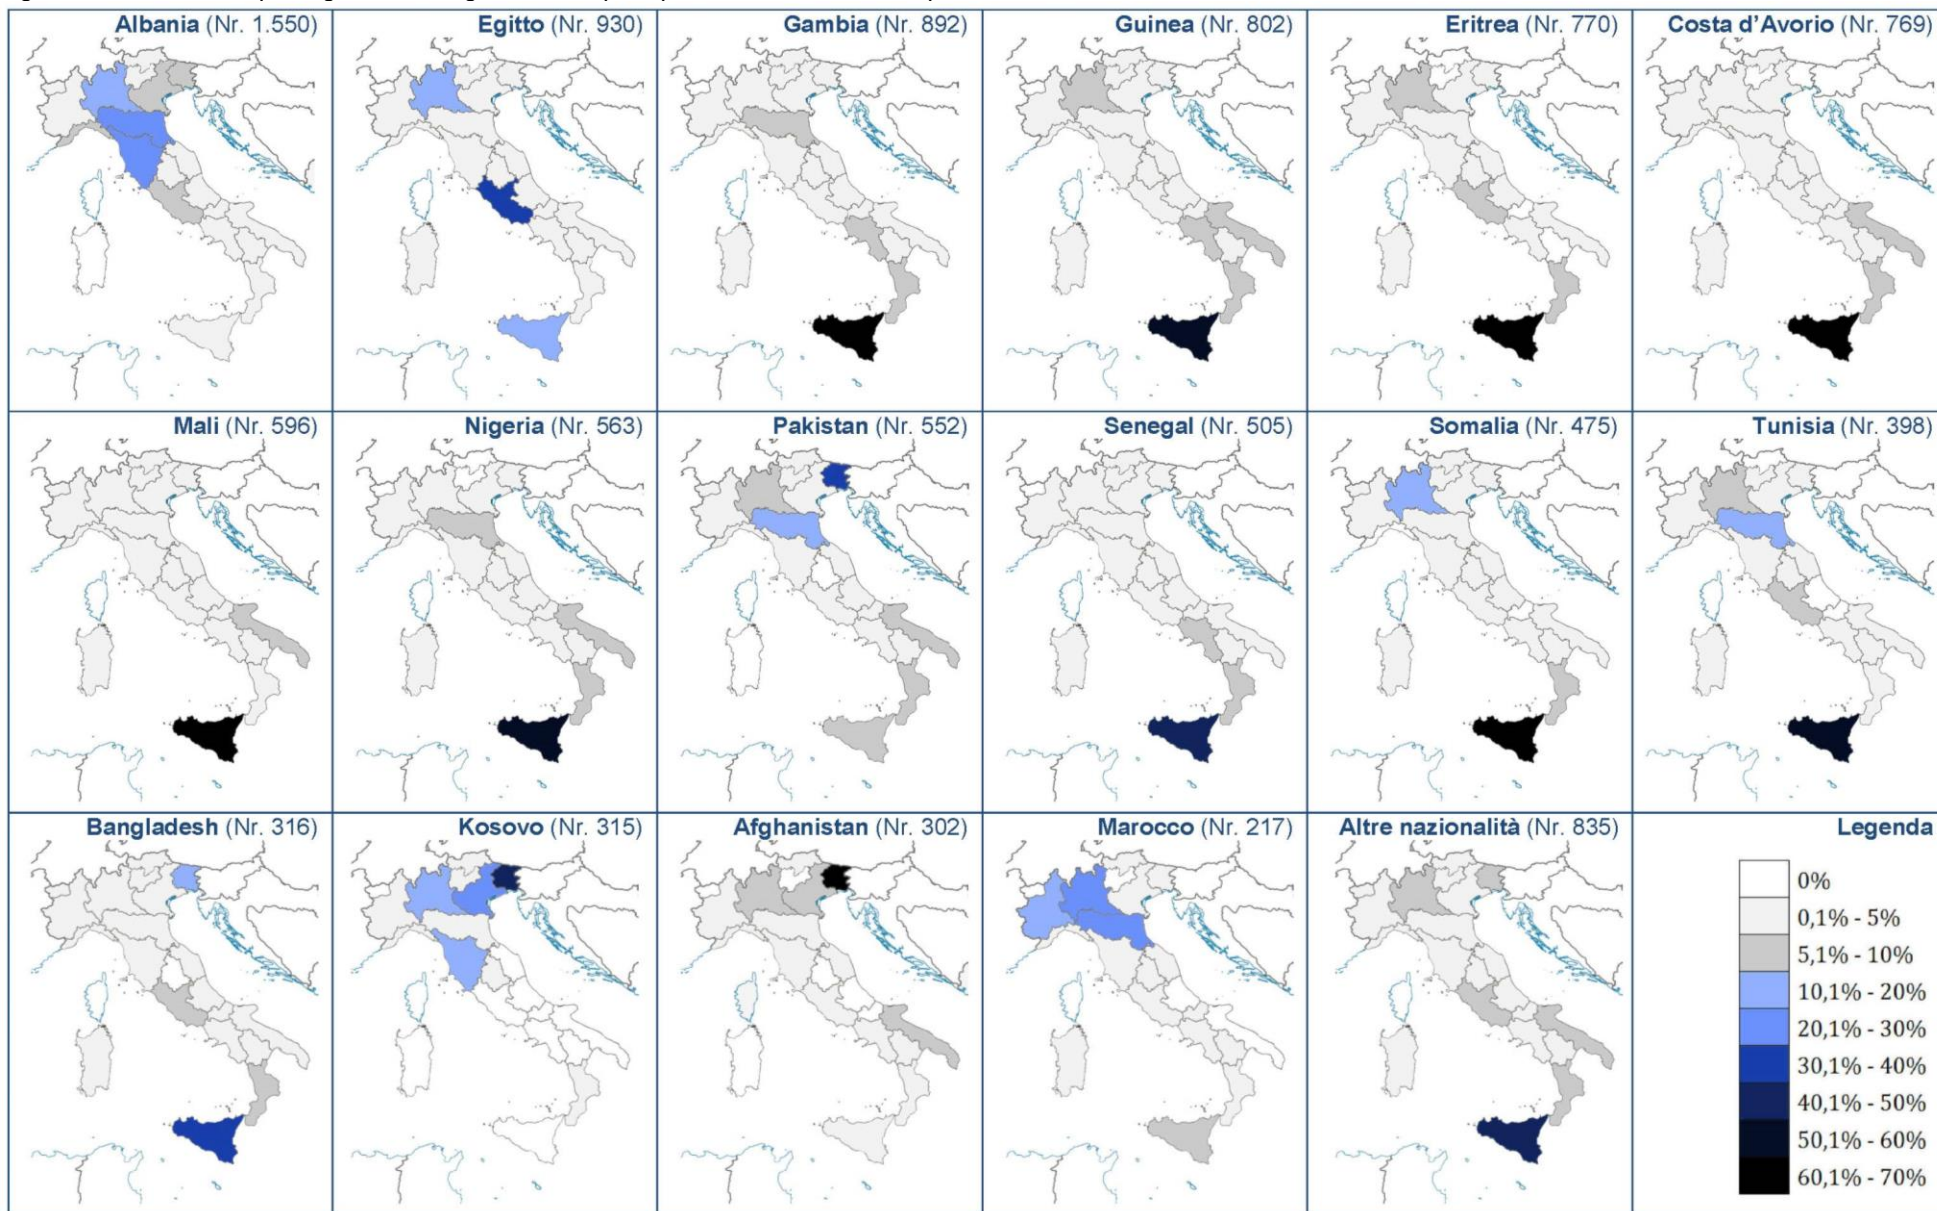 Albania (Nr. 1.550)
Egitto (Nr. 930)
Gambia (Nr. 892)
Guinea (Nr. 802)
Eritrea (Nr. 770)
Costa d'Avorio (Nr. 769)
Mali (Nr. 596)
Nigeria (Nr. 563)
Pakistan (Nr. 552)
Senegal (Nr. 505)
Somalia (Nr. 475)
Tunisia (Nr. 398)
Bangladesh (Nr. 316)
Kosovo (Nr. 315)
Afghanistan (Nr. 302)
Marocco (Nr. 217)
Altre nazionalità (Nr. 835)
Legenda
0%
0,1% - 5%
5,1% - 10%
10,1% - 20%
20,1% - 30%
30,1% - 40%
40,1% - 50%
50,1% - 60%
60,1% - 70%